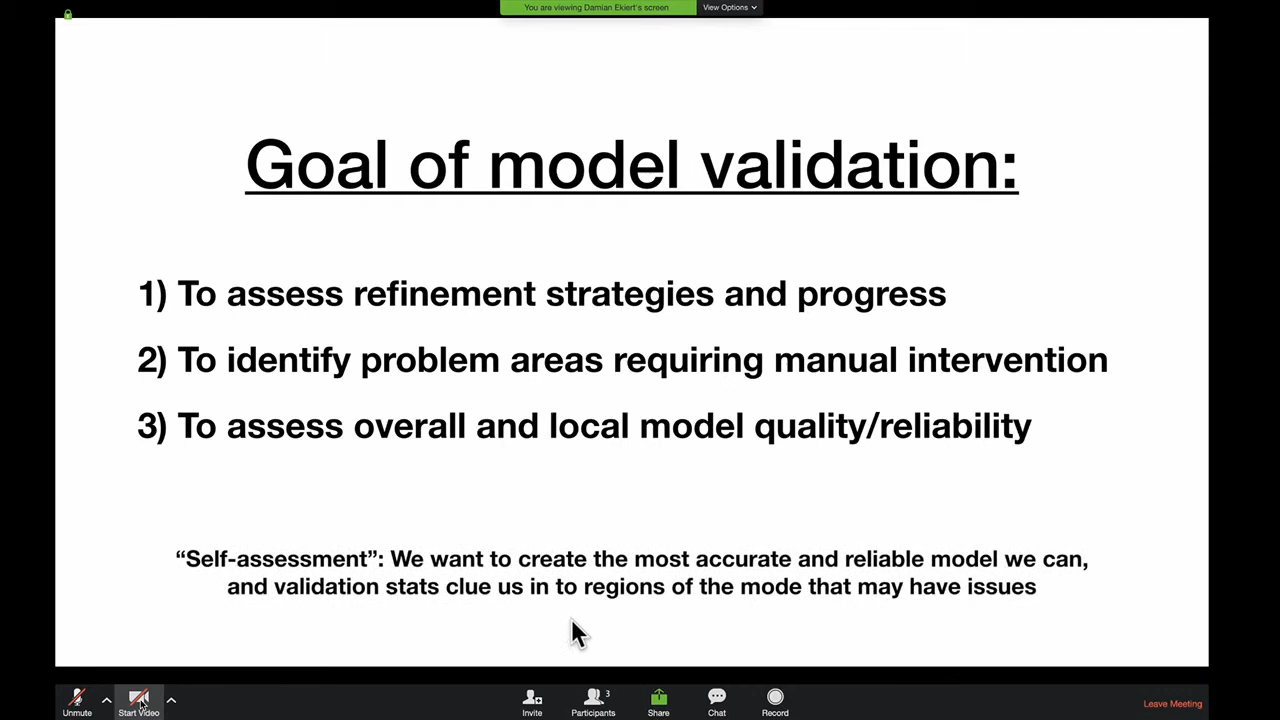 You are viewing Damian Ekiert's screen
View Options
Goal of model validation:
1) To assess refinement strategies and progress
2) To identify problem areas requiring manual intervention
3) To assess overall and local model quality/reliability
“Self-assessment”: We want to create the most accurate and reliable model we can,
and validation stats clue us in to regions of the mode that may have issues
Unmute
Start Video
Invite
Participants
3
Share
Chat
Record
Leave Meeting